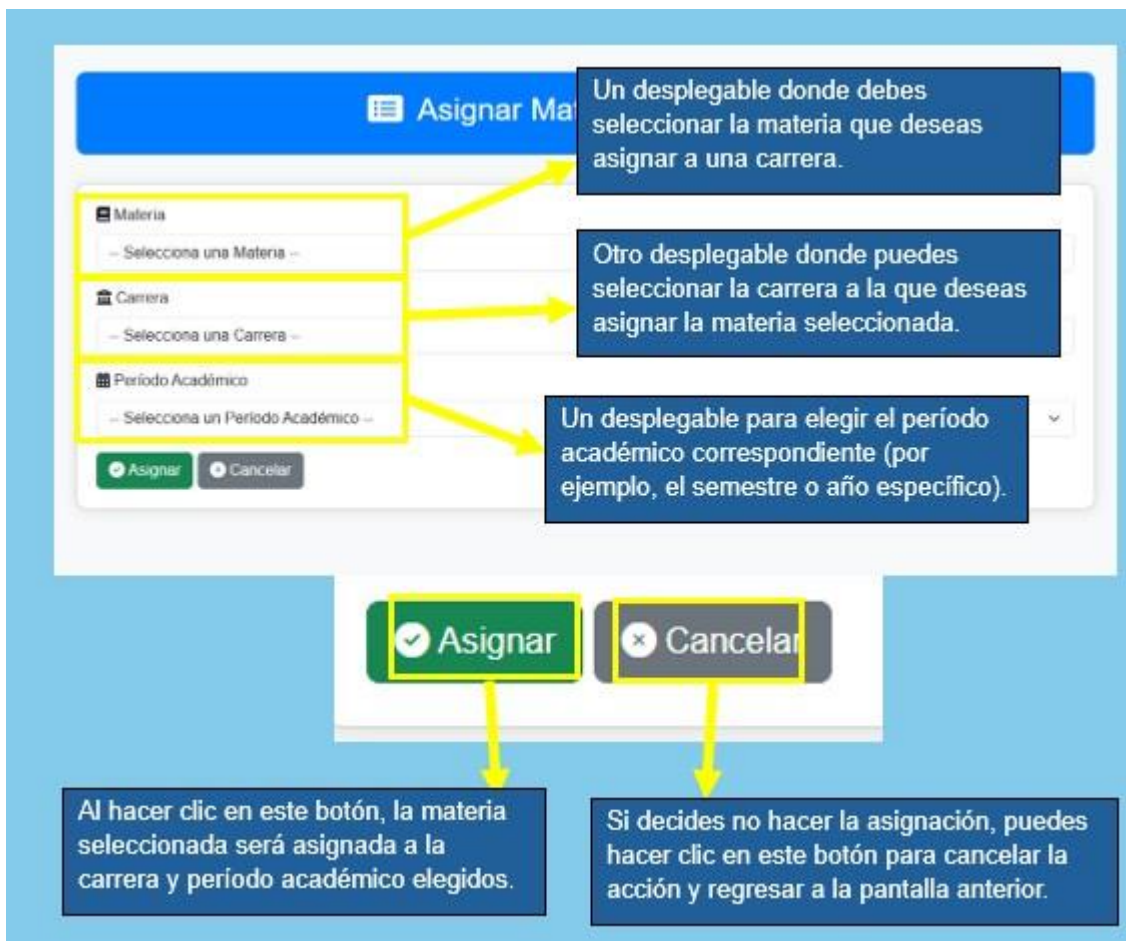 Asignar Mat
Un desplegable donde debes
seleccionar la materia que deseas
asignar a una carrera.
Materia
-- Selecciona una Materia --
Otro desplegable donde puedes
seleccionar la carrera a la que deseas
asignar la materia seleccionada.
Carrera
-- Selecciona una Carrera --
Período Académico
-- Selecciona un Período Académico --
Un desplegable para elegir el período
académico correspondiente (por
ejemplo, el semestre o año específico).
Asignar Cancelar
Asignar Cancelar
Al hacer clic en este botón, la materia
seleccionada será asignada a la
carrera y período académico elegidos.
Si decides no hacer la asignación, puedes
hacer clic en este botón para cancelar la
acción y regresar a la pantalla anterior.